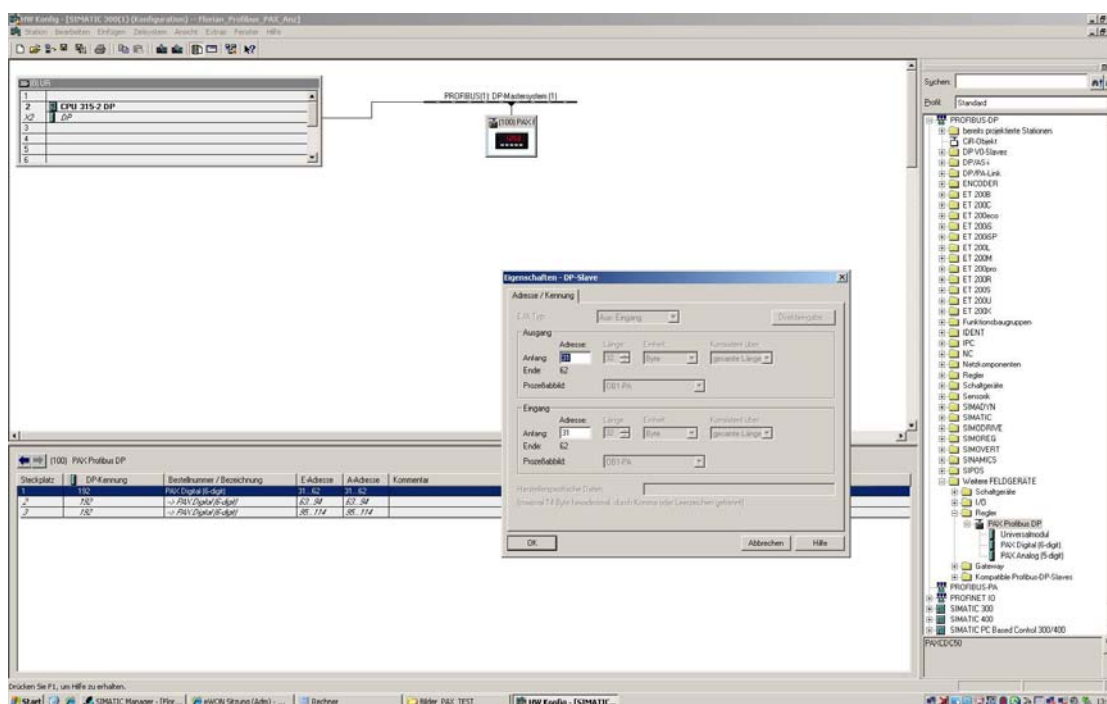 HW Konfig - [SIMATIC 300(1) (Konfiguration) -- Florian_Profibus_PAX_Anz]
Station Bearbeiten Einfügen Zielsystem Ansicht Extras Fenster Hilfe
(0) UR
1
2 CPU 315-2 DP
X2 DP
3
4
5
6
PROFIBUS(1): DP-Mastersystem (1)
(100) PAX
Suchen:
Profil: Standard
PROFIBUS-DP
bereits projektierte Stationen
CiR-Objekt
DP V0-Slaves
DP/AS-i
DP/PA-Link
ENCODER
ET 200B
ET 200C
ET 200eco
ET 200iS
ET 200iSP
ET 200L
ET 200M
ET 200pro
ET 200R
ET 200S
ET 200U
ET 200X
Funktionsbaugruppen
IDENT
IPC
NC
Netzkomponenten
Regler
Schaltgeräte
Sensorik
SIMADYN
SIMATIC
SIMODRIVE
SIMOREG
SIMOVERT
SINAMICS
SIPOS
Weitere FELDGERÄTE
Schaltgeräte
I/O
Regler
PAX Profibus DP
Universalmodul
PAX Digital (6-digit)
PAX Analog (5-digit)
Gateway
Kompatible Profibus-DP-Slaves
PROFIBUS-PA
PROFINET IO
SIMATIC 300
SIMATIC 400
SIMATIC PC Based Control 300/400
PAXCDC50
Eigenschaften - DP-Slave
Adresse / Kennung
E/A-Typ: Aus- Eingang Direkteingabe...
Ausgang
Adresse: Länge: Einheit: Konsistent über:
Anfang: 31 32 Byte gesamte Länge
Ende: 62
Prozeßabbild: OB1-PA
Eingang
Adresse: Länge: Einheit: Konsistent über:
Anfang: 31 32 Byte gesamte Länge
Ende: 62
Prozeßabbild: OB1-PA
Herstellerspezifische Daten:
(maximal 14 Byte hexadezimal, durch Komma oder Leerzeichen getrennt)
OK Abbrechen Hilfe
(100) PAX Profibus DP
Steckplatz DP-Kennung Bestellnummer / Bezeichnung E-Adresse A-Adresse Kommentar
1 192 PAX Digital (6-digit) 31...62 31...62
2 192 -> PAX Digital (6-digit) 63...94 63...94
3 192 -> PAX Digital (6-digit) 95...114 95...114
Drücken Sie F1, um Hilfe zu erhalten.
Start SIMATIC Manager - [Flor... eWON Sitzung (Adm) - ... Rechner Bilder_PAX_TEST HW Konfig - [SIMATIC...